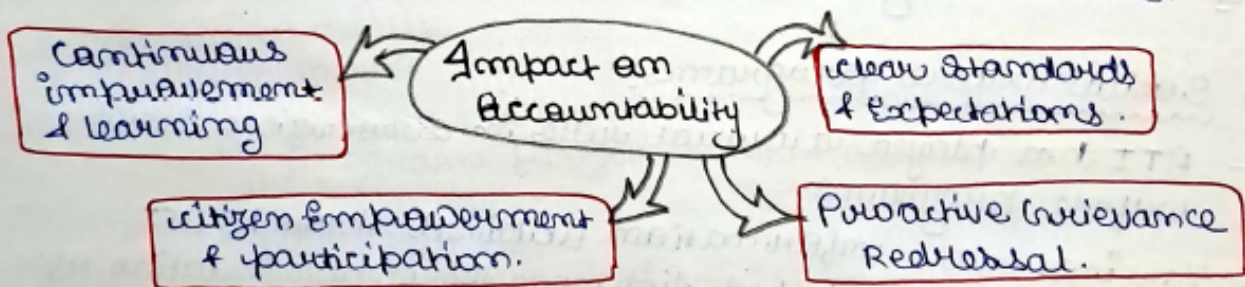 Impact on
Accountability
Continuous
improvement
& learning
Clear Standards
& Expectations.
Citizen Empowerment
& participation.
Proactive Grievance
Redressal.